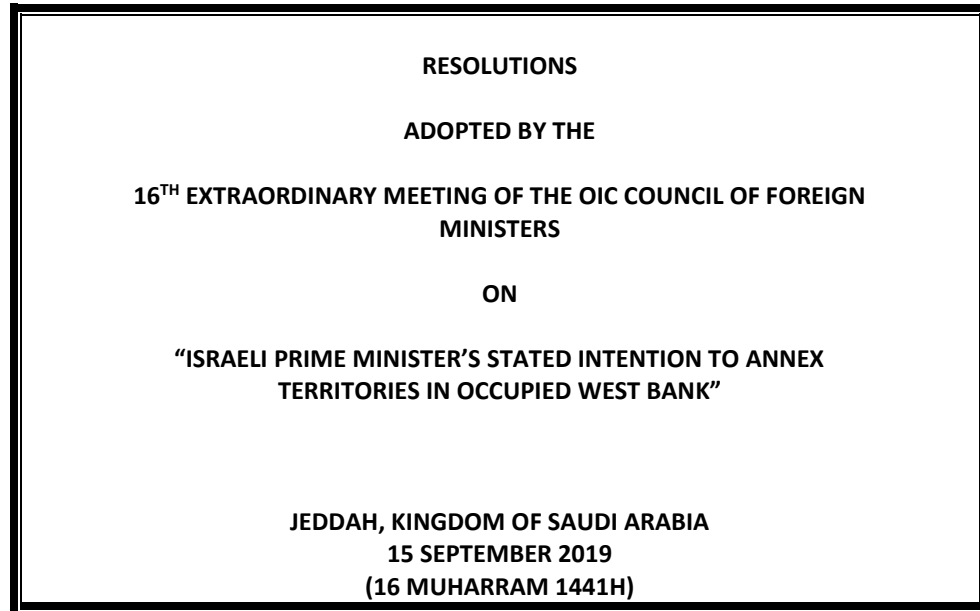 RESOLUTIONS
ADOPTED BY THE
16TH EXTRAORDINARY MEETING OF THE OIC COUNCIL OF FOREIGN
MINISTERS
ON
“ISRAELI PRIME MINISTER’S STATED INTENTION TO ANNEX
TERRITORIES IN OCCUPIED WEST BANK”
JEDDAH, KINGDOM OF SAUDI ARABIA
15 SEPTEMBER 2019
(16 MUHARRAM 1441H)